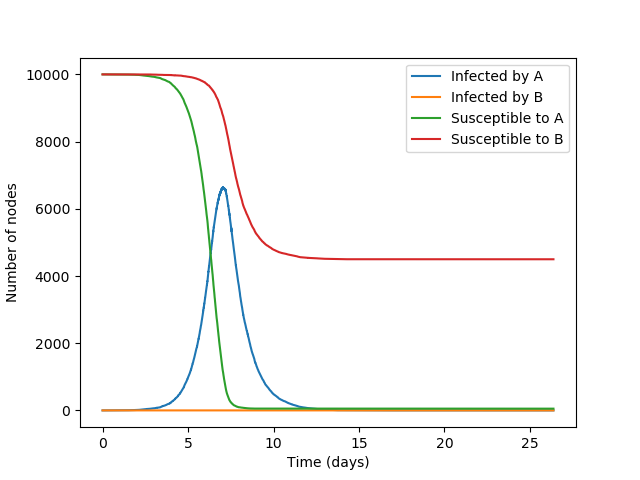 10000
8000
6000
4000
2000
0
Number of nodes
Infected by A
Infected by B
Susceptible to A
Susceptible to B
0 5 10 15 20 25
Time (days)